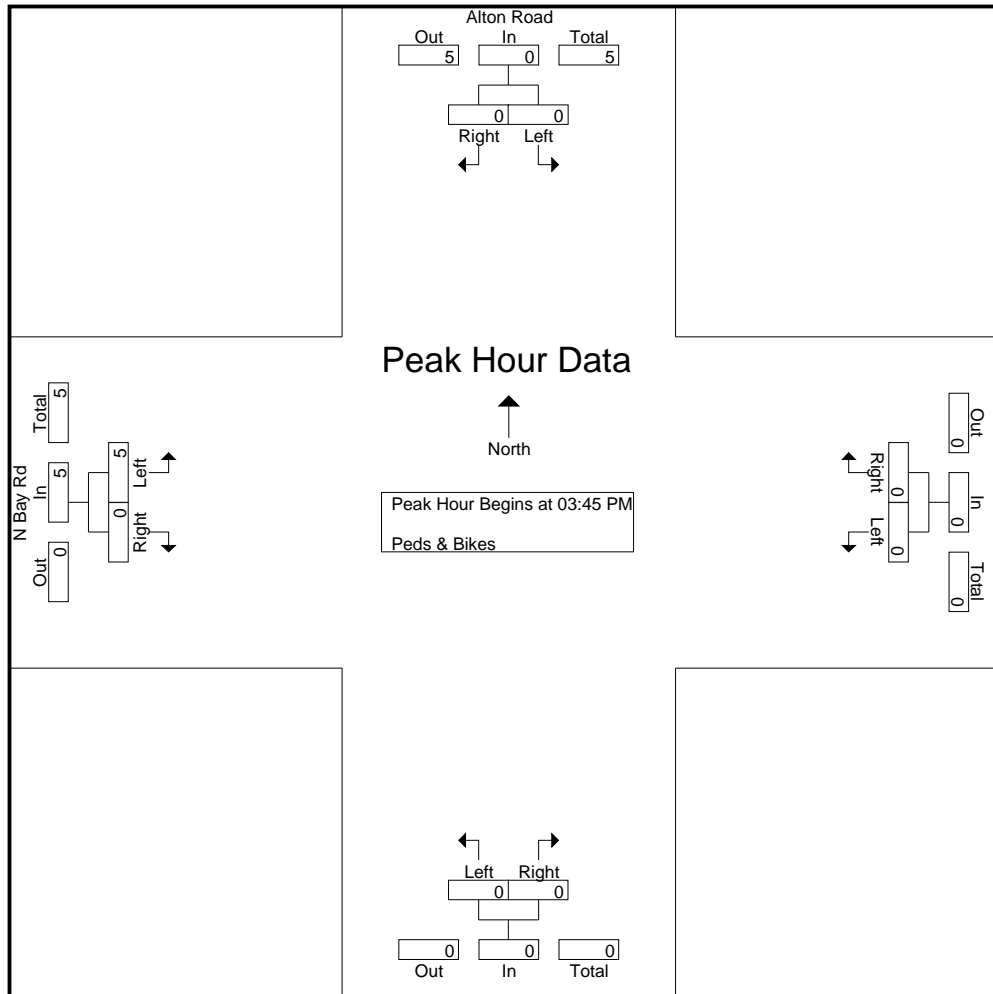 Alton Road
Out In Total
5 0 5
0 0
Right Left
Peak Hour Data
North
Peak Hour Begins at 03:45 PM
Peds & Bikes
N Bay Rd
Out In Total
0 5 5
Right Left
0 5
Right Left
0 0
Out In Total
0 0 0
Left Right
0 0
0 0 0
Out In Total